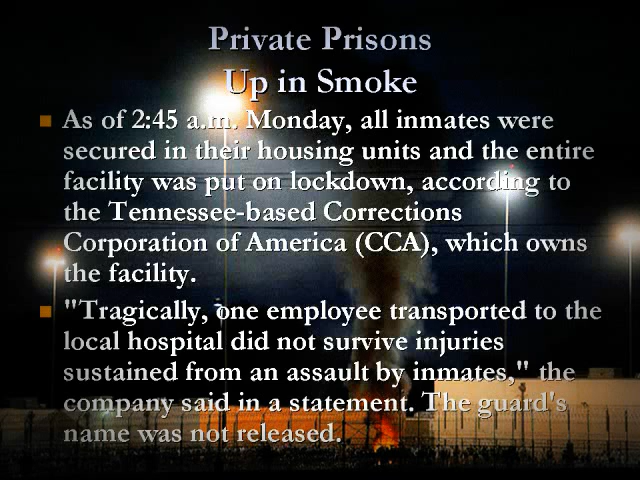 Private Prisons
Up in Smoke
As of 2:45 a.m. Monday, all inmates were
secured in their housing units and the entire
facility was put on lockdown, according to
the Tennessee-based Corrections
Corporation of America (CCA), which owns
the facility.
"Tragically, one employee transported to the
local hospital did not survive injuries
sustained from an assault by inmates," the
company said in a statement. The guard's
name was not released.